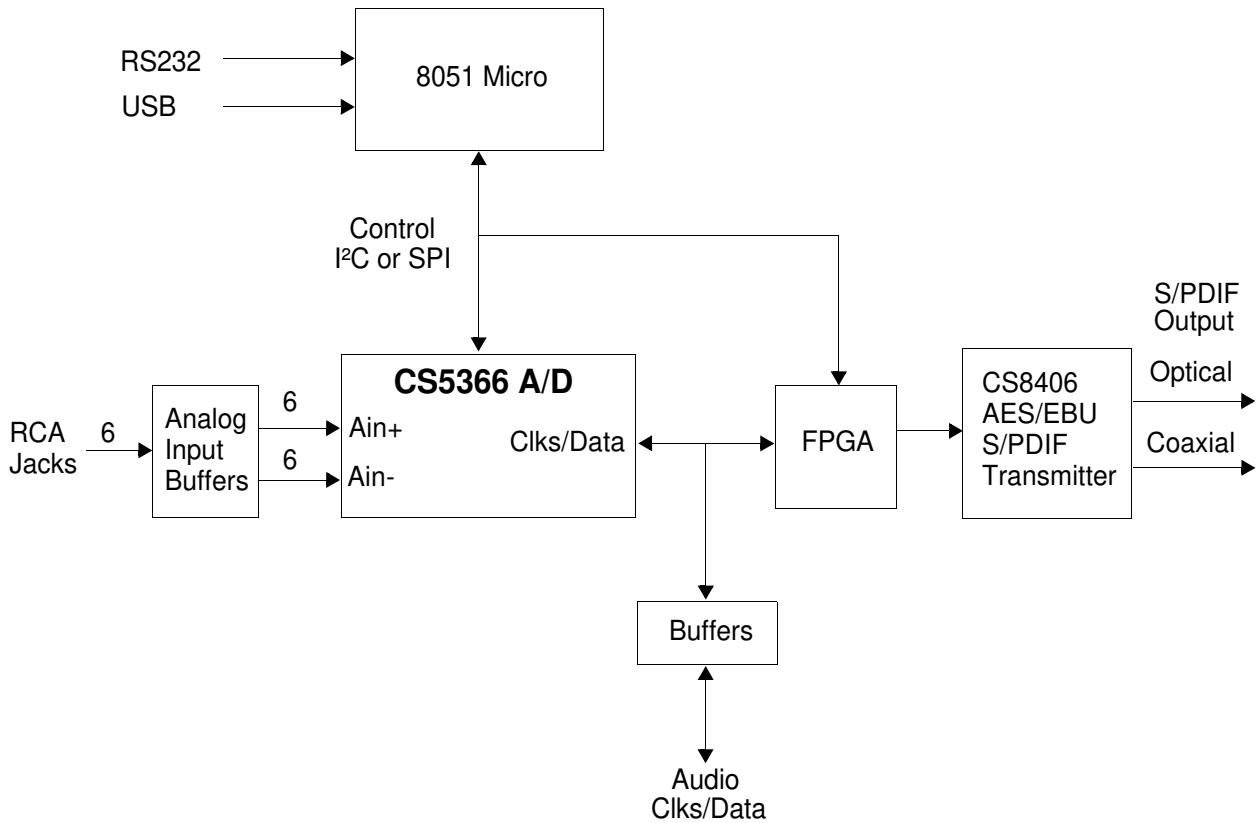 RS232
USB
8051 Micro
Control
I²C or SPI
S/PDIF
Output
Optical
Coaxial
RCA
Jacks
6
Analog
Input
Buffers
6
6
CS5366 A/D
Ain+
Ain-
Clks/Data
FPGA
CS8406
AES/EBU
S/PDIF
Transmitter
Buffers
Audio
Clks/Data